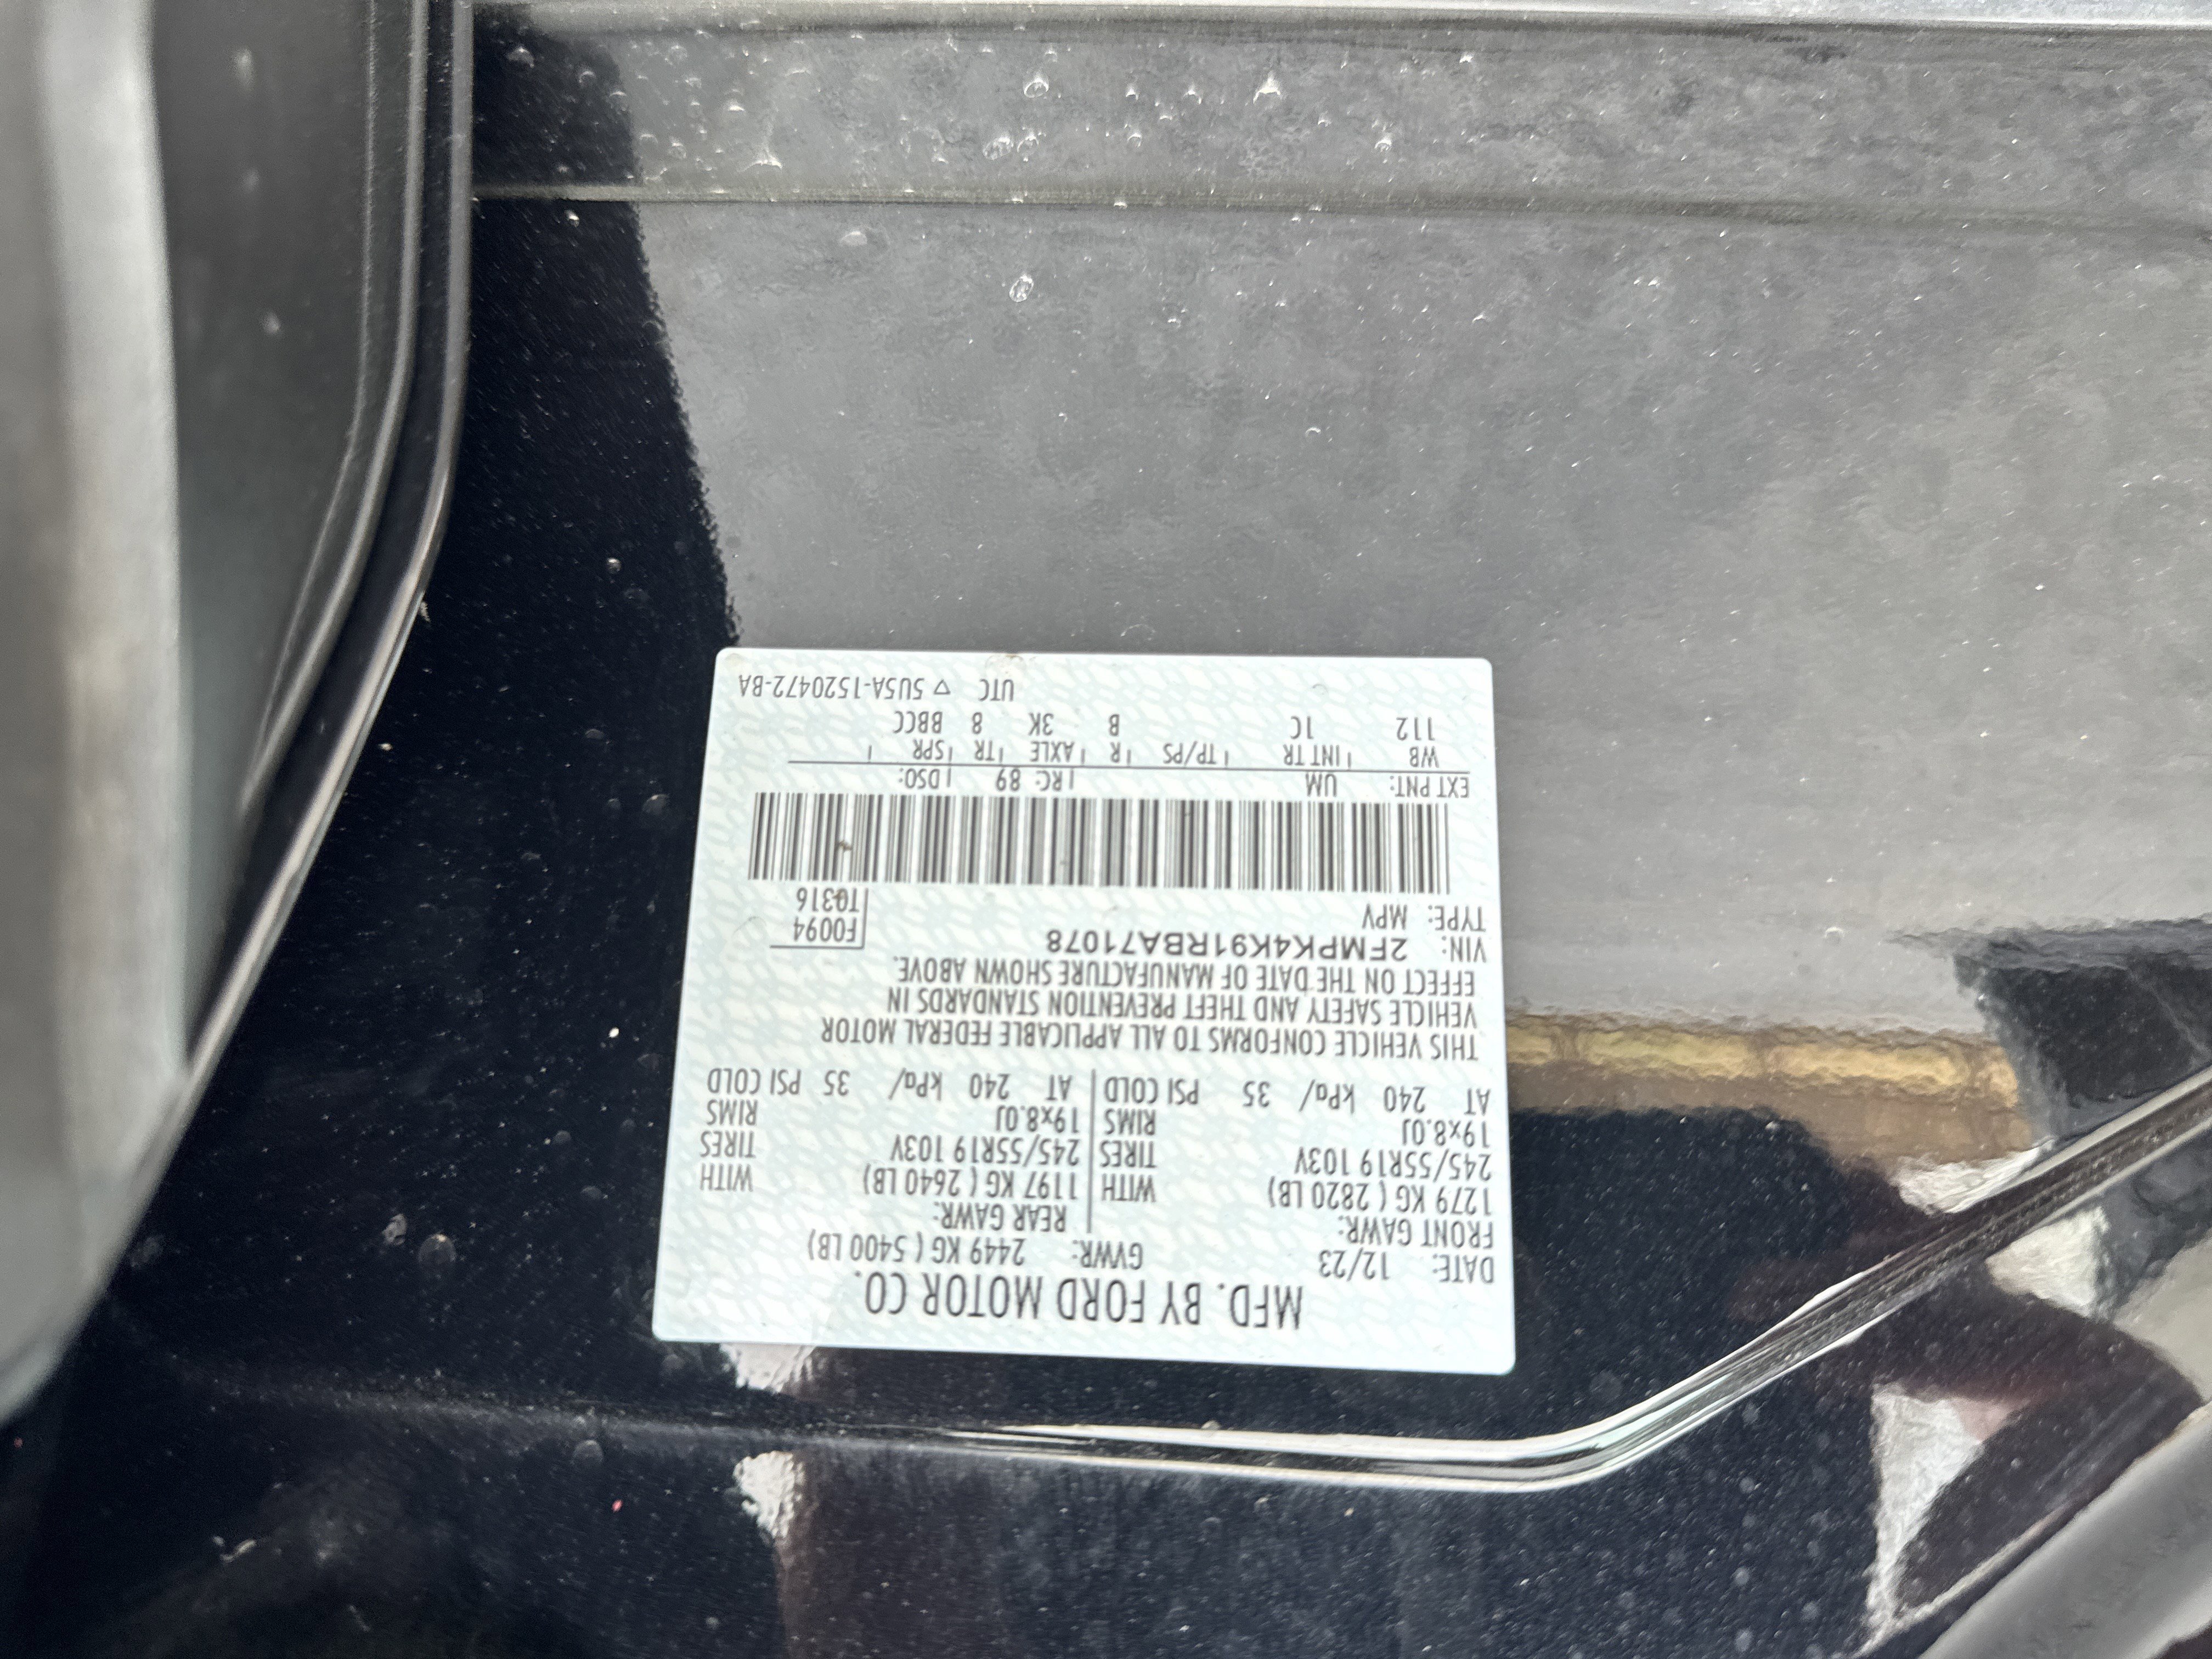 MFD. BY FORD MOTOR CO.
DATE: 12/23 GVWR: 2449 KG ( 5400 LB)
FRONT GAWR: REAR GAWR:
1279 KG ( 2820 LB) WITH 1197 KG ( 2640 LB) WITH
245/55R19 103V TIRES 245/55R19 103V TIRES
19x8.0J RIMS 19x8.0J RIMS
AT 240 kPa/ 35 PSI COLD AT 240 kPa/ 35 PSI COLD
THIS VEHICLE CONFORMS TO ALL APPLICABLE FEDERAL MOTOR
VEHICLE SAFETY AND THEFT PREVENTION STANDARDS IN
EFFECT ON THE DATE OF MANUFACTURE SHOWN ABOVE.
VIN: 2FMPK4K91RBA71078 F0094
TYPE: MPV T0316
EXT PNT: UM RC: 89 DSO:
WB INT TR TP/PS R AXLE TR SPR
112 1C B 3K 8 BBCC
UTC ▽ 5U5A-1520472-BA